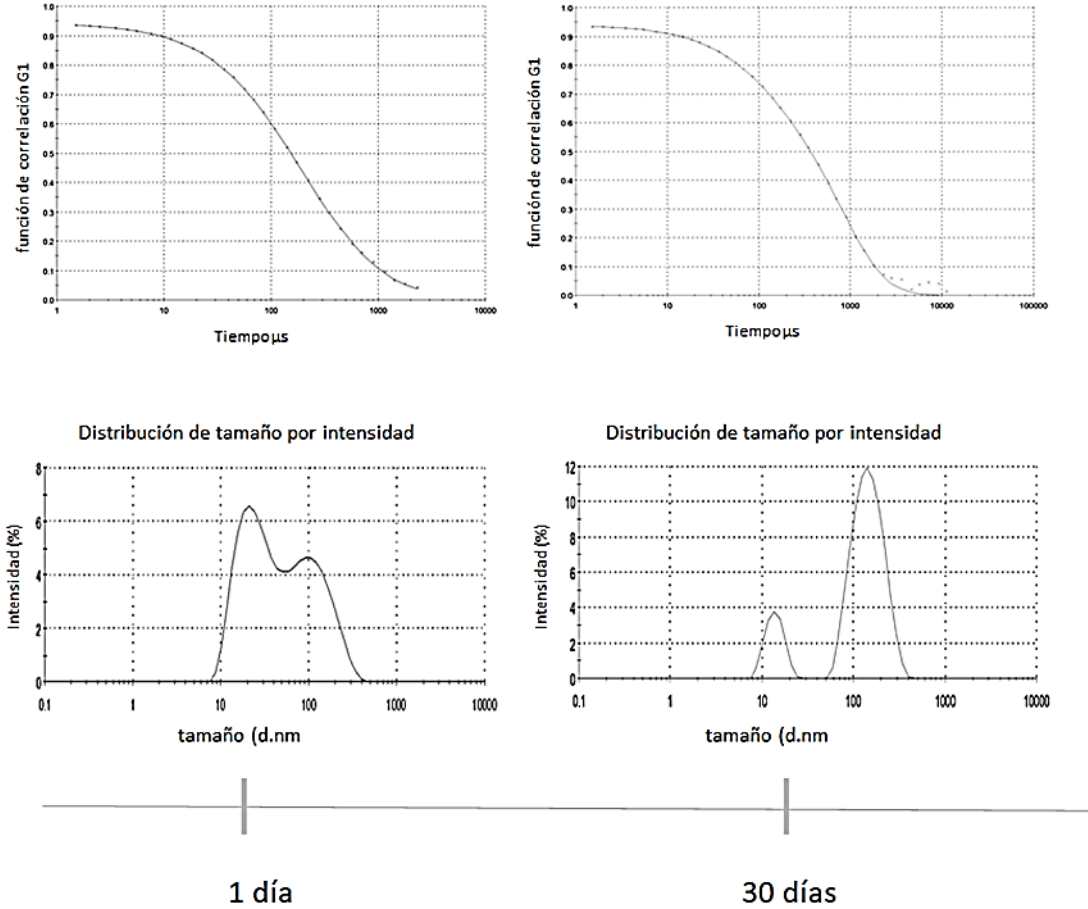 función de correlación G1
1.0
0.9
0.8
0.7
0.6
0.5
0.4
0.3
0.2
0.1
0.0
1 10 100 1000 10000
Tiempoµs
función de correlación G1
1.0
0.9
0.8
0.7
0.6
0.5
0.4
0.3
0.2
0.1
0.0
1 10 100 1000 10000 100000
Tiempoµs
Distribución de tamaño por intensidad
Intensidad (%)
8
6
4
2
0
0.1 1 10 100 1000 10000
tamaño (d.nm
Distribución de tamaño por intensidad
Intensidad (%)
12
10
8
6
4
2
0
0.1 1 10 100 1000 10000
tamaño (d.nm
1 día
30 días